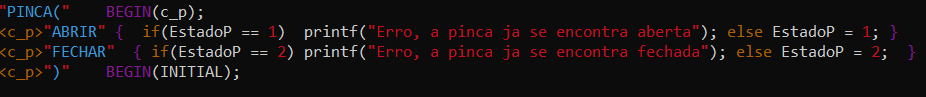 "PINCA("    BEGIN(c_p);
<c_p>"ABRIR" {  if(EstadoP == 1)  printf("Erro, a pinca ja se encontra aberta"); else EstadoP = 1; }
<c_p>"FECHAR"  { if(EstadoP == 2) printf("Erro, a pinca ja se encontra fechada"); else EstadoP = 2;  }
<c_p>")"    BEGIN(INITIAL);